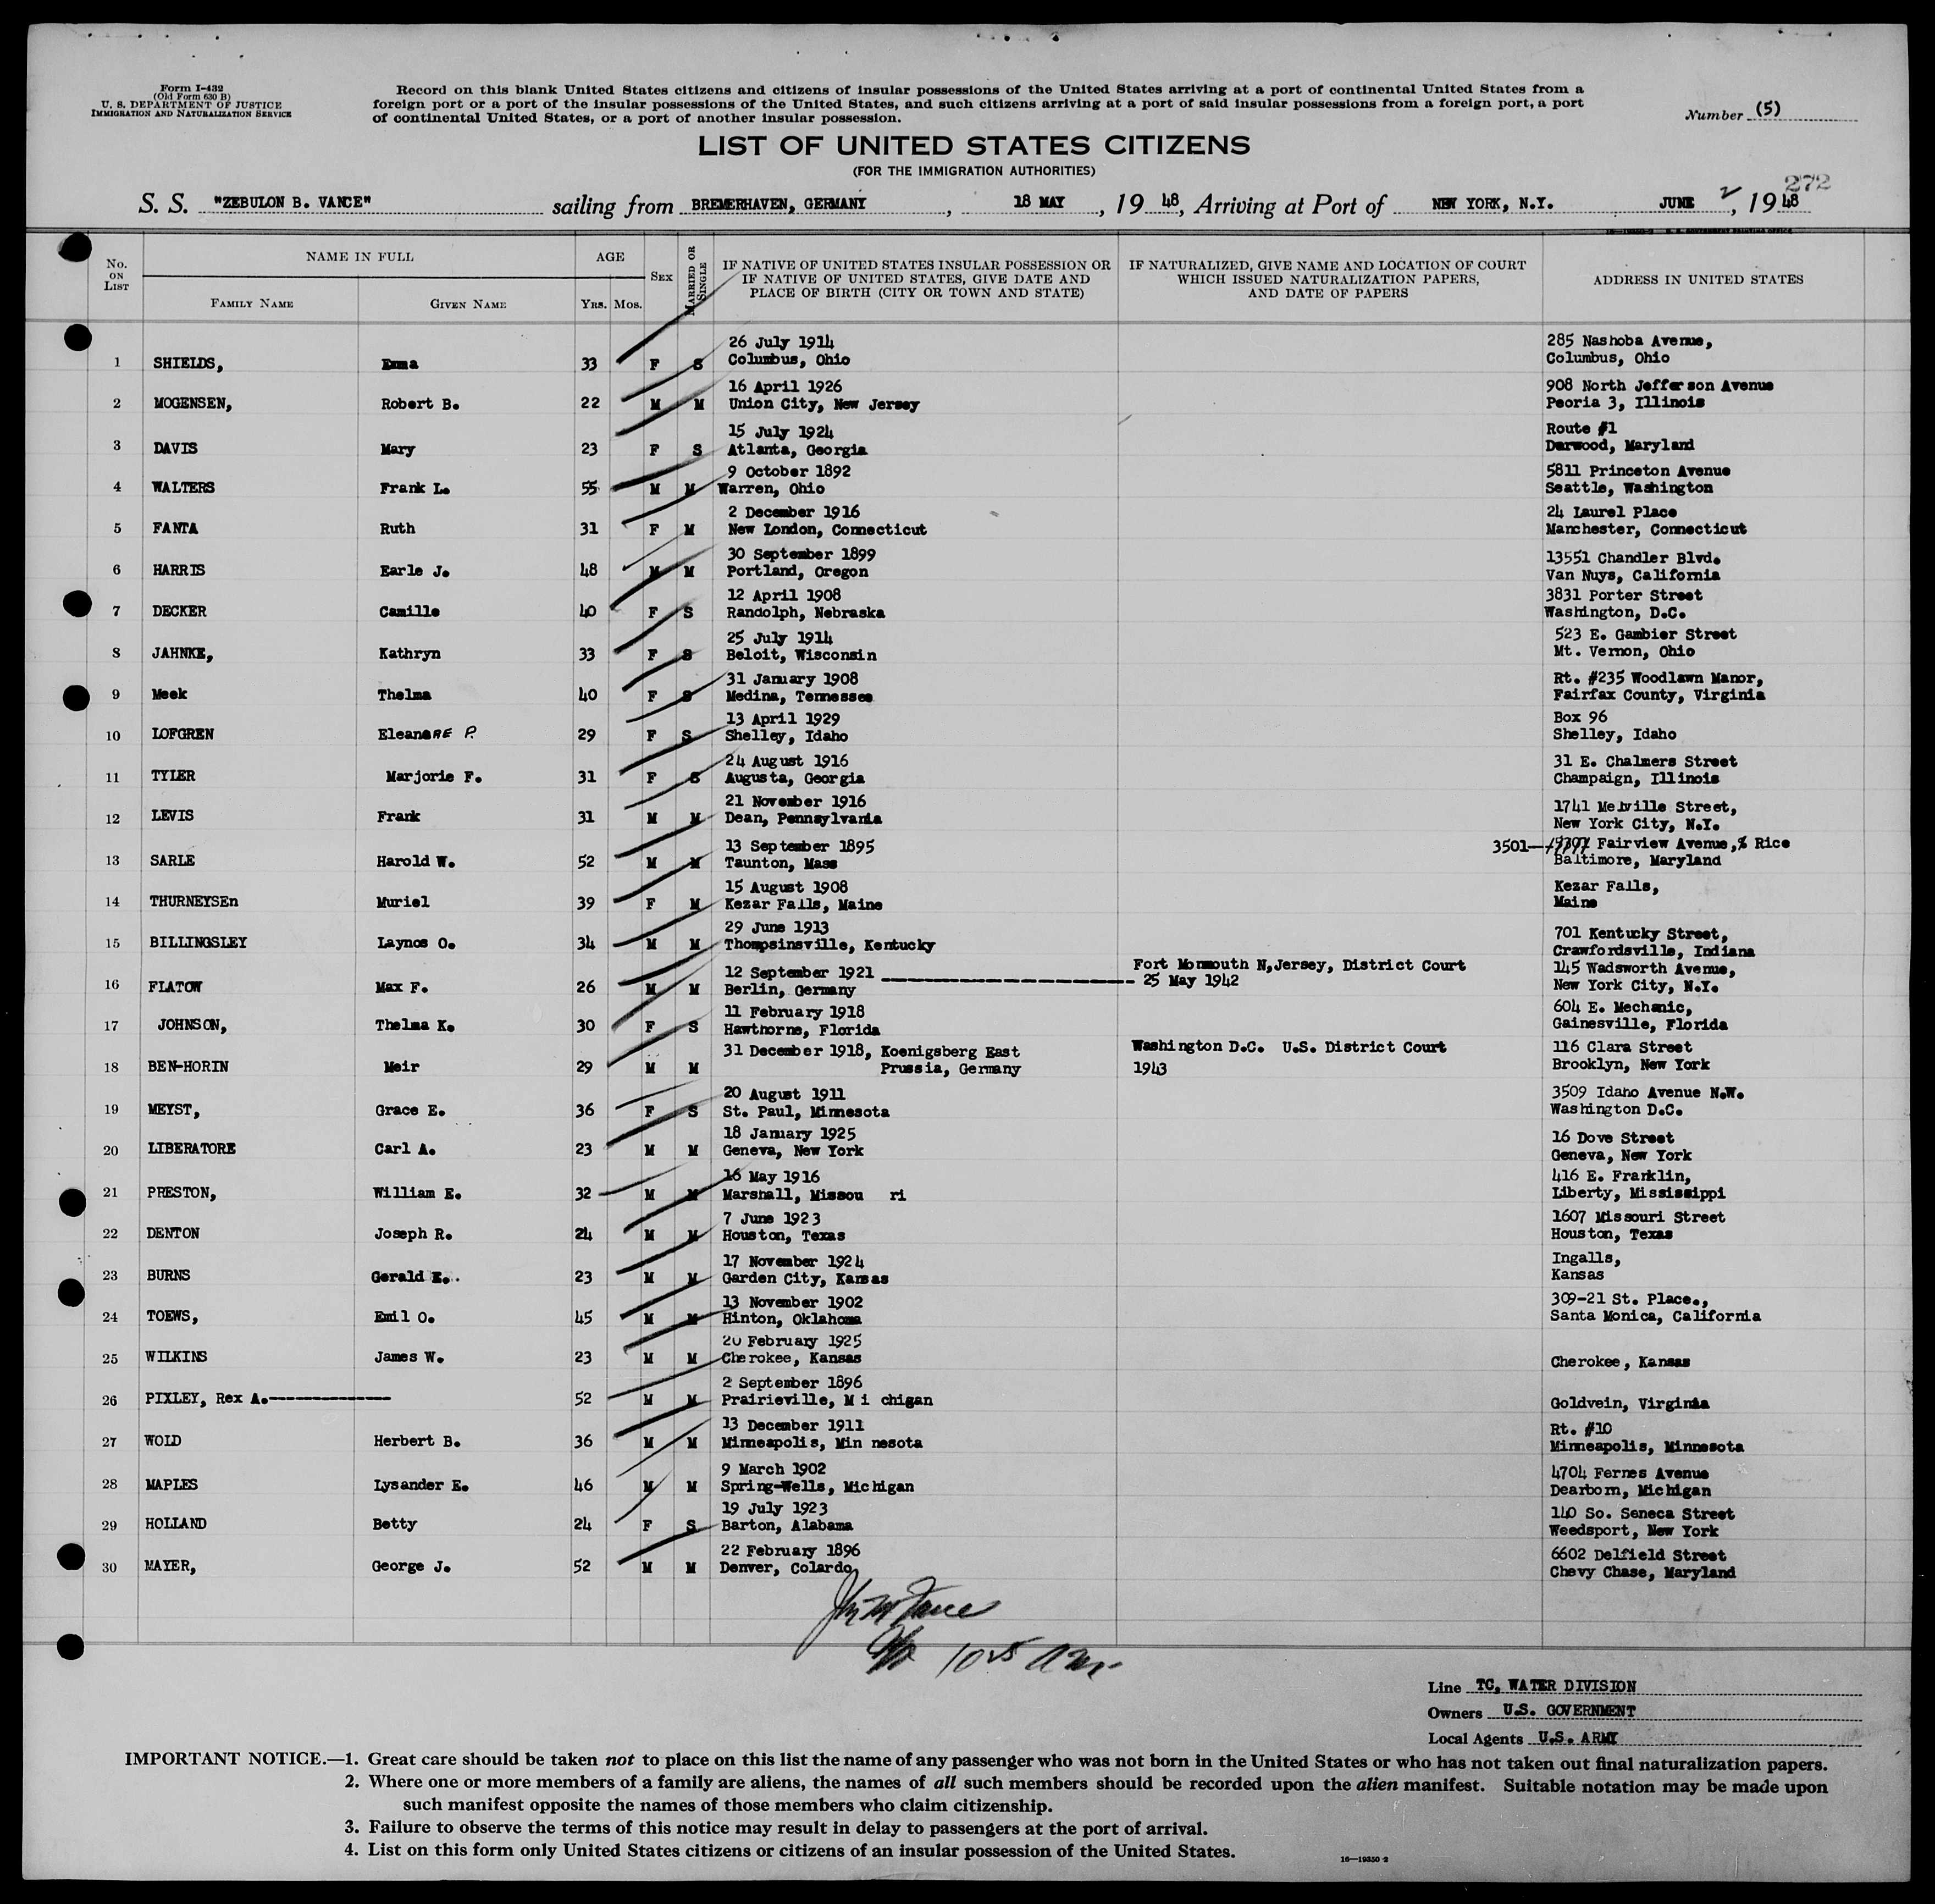 Form I-432
(Old Form 630 B)
U. S. DEPARTMENT OF JUSTICE
IMMIGRATION AND NATURALIZATION SERVICE
Record on this blank United States citizens and citizens of insular possessions of the United States arriving at a port of continental United States from a
foreign port or a port of the insular possessions of the United States, and such citizens arriving at a port of said insular possessions from a foreign port, a port
of continental United States, or a port of another insular possession.
Number (5)
LIST OF UNITED STATES CITIZENS
(FOR THE IMMIGRATION AUTHORITIES)
272
S. S. "ZEBULON B. VANCE" sailing from BREMERHAVEN, GERMANY, 18 MAY, 19 48, Arriving at Port of NEW YORK, N.Y. JUNE 2, 19 48
No. ON LIST
NAME IN FULL
FAMILY NAME
GIVEN NAME
AGE
YRS.
MOS.
SEX
MARRIED OR SINGLE
IF NATIVE OF UNITED STATES INSULAR POSSESSION OR
IF NATIVE OF UNITED STATES, GIVE DATE AND
PLACE OF BIRTH (CITY OR TOWN AND STATE)
IF NATURALIZED, GIVE NAME AND LOCATION OF COURT
WHICH ISSUED NATURALIZATION PAPERS,
AND DATE OF PAPERS
ADDRESS IN UNITED STATES
26 July 1914 285 Nashoba Avenue,
1 SHIELDS, Emma 33 F S Columbus, Ohio Columbus, Ohio
16 April 1926 908 North Jefferson Avenue
2 MOGENSEN, Robert B. 22 M M Union City, New Jersey Peoria 3, Illinois
15 July 1924 Route #1
3 DAVIS Mary 23 F S Atlanta, Georgia Darwood, Maryland
9 October 1892 5811 Princeton Avenue
4 WALTERS Frank L. 55 M M Warren, Ohio Seattle, Washington
2 December 1916 24 Laurel Place
5 FANTA Ruth 31 F M New London, Connecticut Manchester, Connecticut
30 September 1899 13551 Chandler Blvd.
6 HARRIS Earle J. 48 M M Portland, Oregon Van Nuys, California
12 April 1908 3831 Porter Street
7 DECKER Camille 40 F S Randolph, Nebraska Washington, D.C.
25 July 1914 523 E. Gambier Street
8 JAHNKE, Kathryn 33 F S Beloit, Wisconsin Mt. Vernon, Ohio
31 January 1908 Rt. #235 Woodlawn Manor,
9 Meek Thelma 40 F S Medina, Tennessee Fairfax County, Virginia
13 April 1929 Box 96
10 LOFGREN Eleanore P. 29 F S Shelley, Idaho Shelley, Idaho
24 August 1916 31 E. Chalmers Street
11 TYLER Marjorie F. 31 F S Augusta, Georgia Champaign, Illinois
21 November 1916 1741 Melville Street,
12 LEVIS Frank 31 M M Dean, Pennsylvania New York City, N.Y.
13 September 1895 3501 Fairview Avenue,% Rice
13 SARLE Harold W. 52 M M Taunton, Mass Baltimore, Maryland
15 August 1908 Kezar Falls,
14 THURNEYSEn Muriel 39 F M Kezar Falls, Maine Maine
29 June 1913 701 Kentucky Street,
15 BILLINGSLEY Laynos O. 34 M M Thompsinsville, Kentucky Crawfordsville, Indiana
12 September 1921 Fort Monmouth N,Jersey, District Court 145 Wadsworth Avenue,
16 FLATOW Max F. 26 M M Berlin, Germany 25 May 1942 New York City, N.Y.
11 February 1918 604 E. Mechanic,
17 JOHNSON, Thelma K. 30 F S Hawthorne, Florida Gainesville, Florida
31 December 1918, Koenigsberg East Washington D.C. U.S. District Court 116 Clara Street
18 BEN-HORIN Meir 29 M M Prussia, Germany 1943 Brooklyn, New York
20 August 1911 3509 Idaho Avenue N.W.
19 MEYST, Grace E. 36 F S St. Paul, Minnesota Washington D.C.
18 January 1925 16 Dove Street
20 LIBERATORE Carl A. 23 M M Geneva, New York Geneva, New York
16 May 1916 416 E. Franklin,
21 PRESTON, William E. 32 M M Marshall, Missou ri Liberty, Mississippi
7 June 1923 1607 Missouri Street
22 DENTON Joseph R. 24 M M Houston, Texas Houston, Texas
17 November 1924 Ingalls,
23 BURNS Gerald E. 23 M M Garden City, Kansas Kansas
13 November 1902 309-21 St. Place.,
24 TOEWS, Emil O. 45 M M Hinton, Oklahoma Santa Monica, California
20 February 1925
25 WILKINS James W. 23 M M Cherokee, Kansas Cherokee, Kansas
2 September 1896
26 PIXLEY, Rex A. 52 M M Prairieville, M i chigan Goldvein, Virginia
13 December 1911 Rt. #10
27 WOLD Herbert B. 36 M M Minneapolis, Min nesota Minneapolis, Minnesota
9 March 1902 4704 Fernes Avenue
28 MAPLES Lysander E. 46 M M Spring-Wells, Michigan Dearborn, Michigan
19 July 1923 140 So. Seneca Street
29 HOLLAND Betty 24 F S Barton, Alabama Weedsport, New York
22 February 1896 6602 Delfield Street
30 MAYER, George J. 52 M M Denver, Colardo Chevy Chase, Maryland
Line TC, WATER DIVISION
Owners U.S. GOVERNMENT
Local Agents U.S. ARMY
IMPORTANT NOTICE.—1. Great care should be taken not to place on this list the name of any passenger who was not born in the United States or who has not taken out final naturalization papers.
2. Where one or more members of a family are aliens, the names of all such members should be recorded upon the alien manifest. Suitable notation may be made upon
such manifest opposite the names of those members who claim citizenship.
3. Failure to observe the terms of this notice may result in delay to passengers at the port of arrival.
4. List on this form only United States citizens or citizens of an insular possession of the United States.
16—19350-2